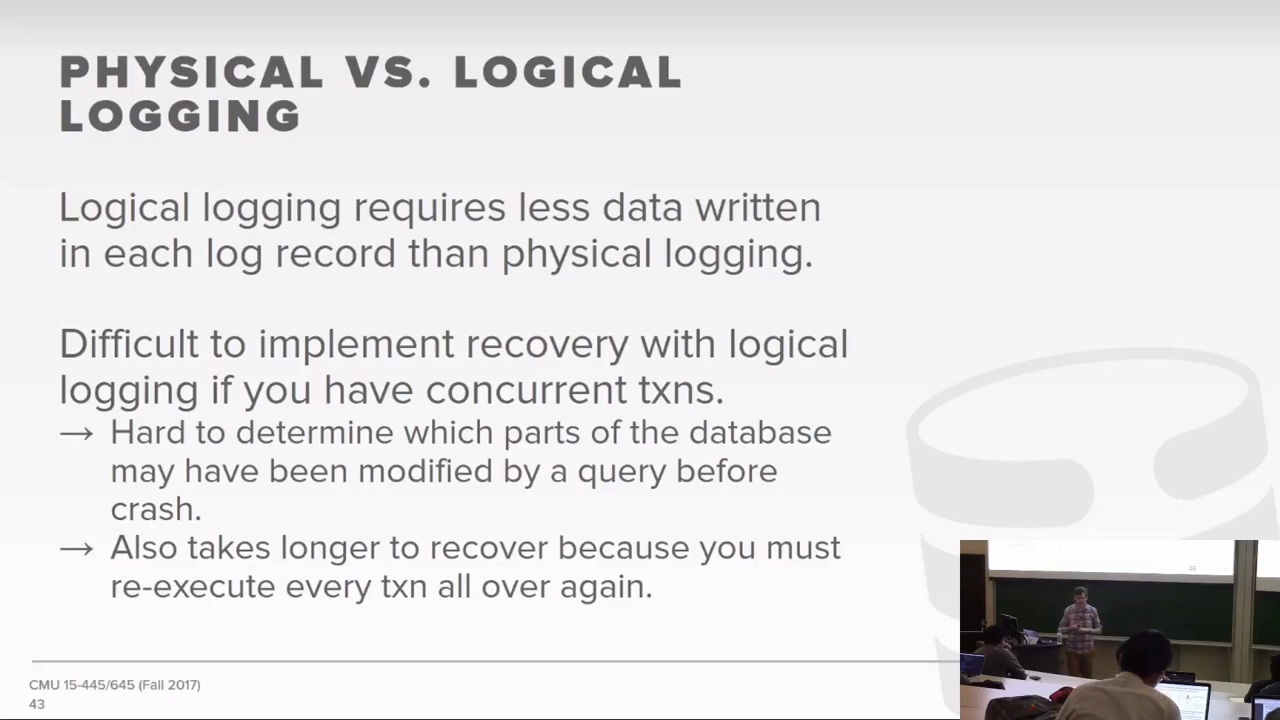 PHYSICAL VS. LOGICAL
LOGGING
Logical logging requires less data written
in each log record than physical logging.
Difficult to implement recovery with logical
logging if you have concurrent txns.
→ Hard to determine which parts of the database
may have been modified by a query before
crash.
→ Also takes longer to recover because you must
re-execute every txn all over again.
CMU 15-445/645 (Fall 2017)
43